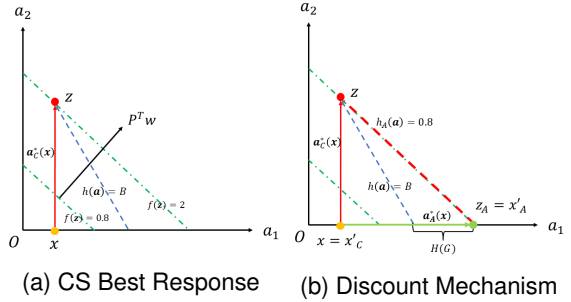 a₂
z
Pᵀw
a*_C(x)
h(a) = B
f(z) = 0.8
f(z) = 2
O
x
a₁
(a) CS Best Response
a₂
z
h_A(a) = 0.8
a*_C(x)
h(a) = B
z_A = x'_A
a*_A(x)
O
x = x'_C
H(G)
a₁
(b) Discount Mechanism